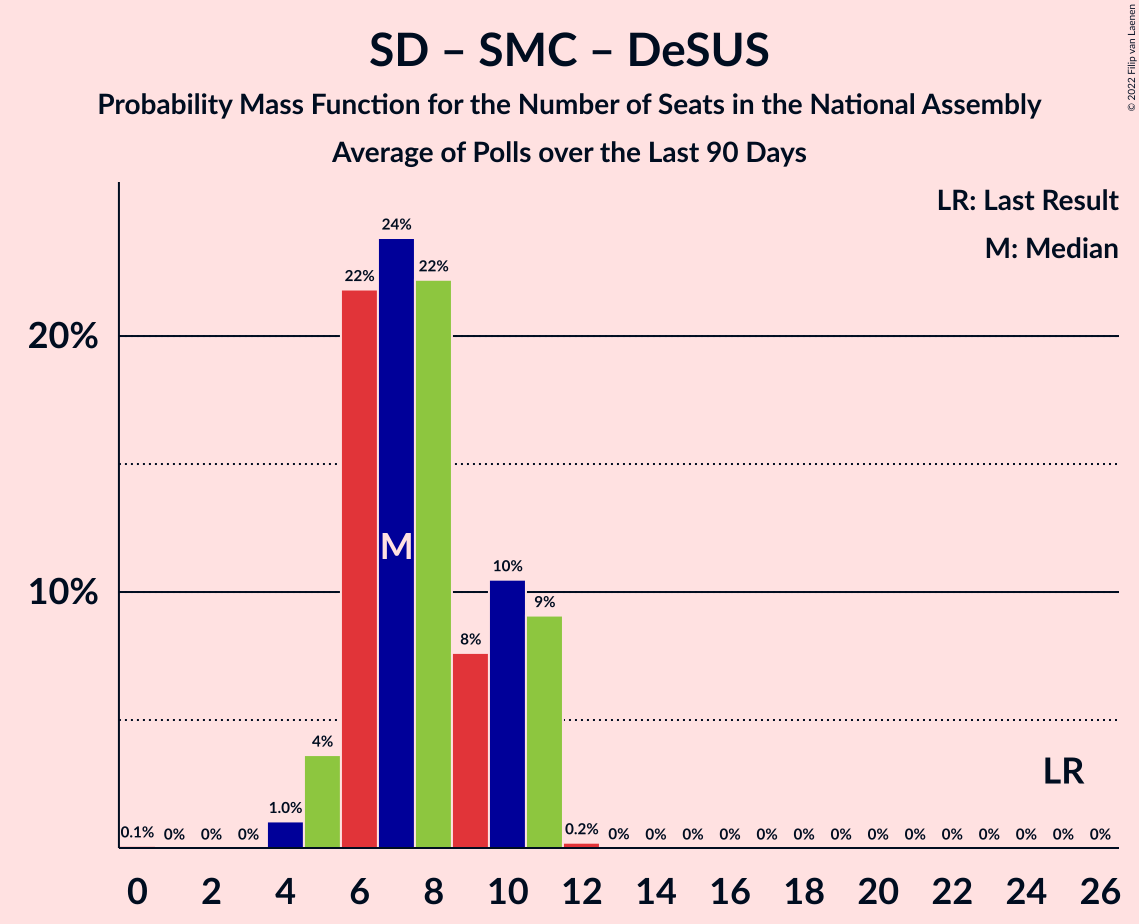 SD – SMC – DeSUS
Probability Mass Function for the Number of Seats in the National Assembly
Average of Polls over the Last 90 Days
© 2022 Filip van Laenen
LR: Last Result
M: Median
24%
22%
22%
20%
M
10%
10%
9%
8%
4%
LR
1.0%
0.1% 0% 0% 0% 0.2% 0% 0% 0% 0% 0% 0% 0% 0% 0% 0% 0% 0% 0% 0%
0 2 4 6 8 10 12 14 16 18 20 22 24 26